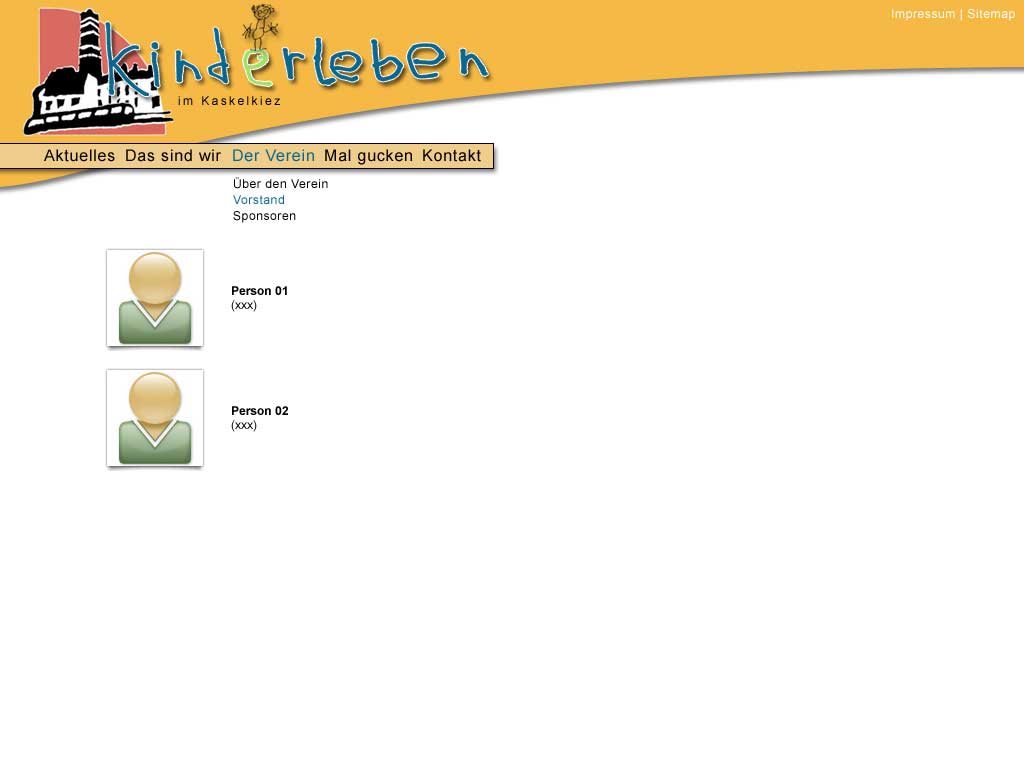 Impressum | Sitemap
kinderleben
im Kaskelkiez
Aktuelles Das sind wir Der Verein Mal gucken Kontakt
Über den Verein
Vorstand
Sponsoren
Person 01
(xxx)
Person 02
(xxx)